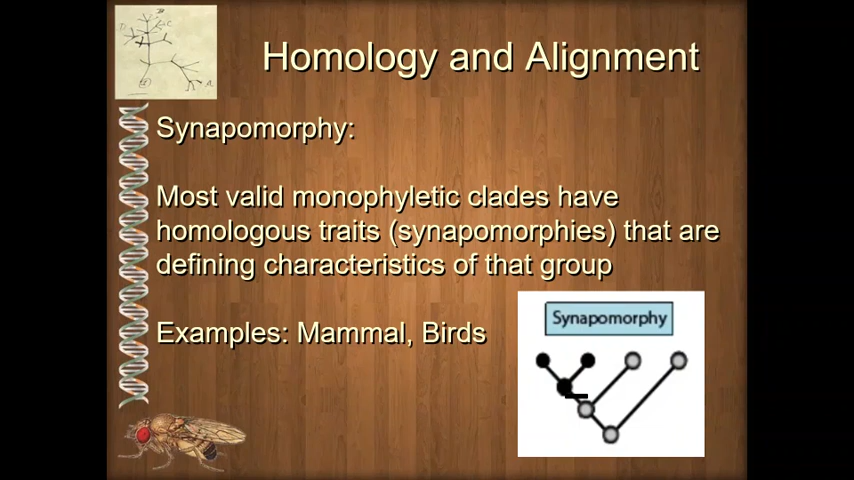 Homology and Alignment
Synapomorphy:
Most valid monophyletic clades have
homologous traits (synapomorphies) that are
defining characteristics of that group
Examples: Mammal, Birds
Synapomorphy